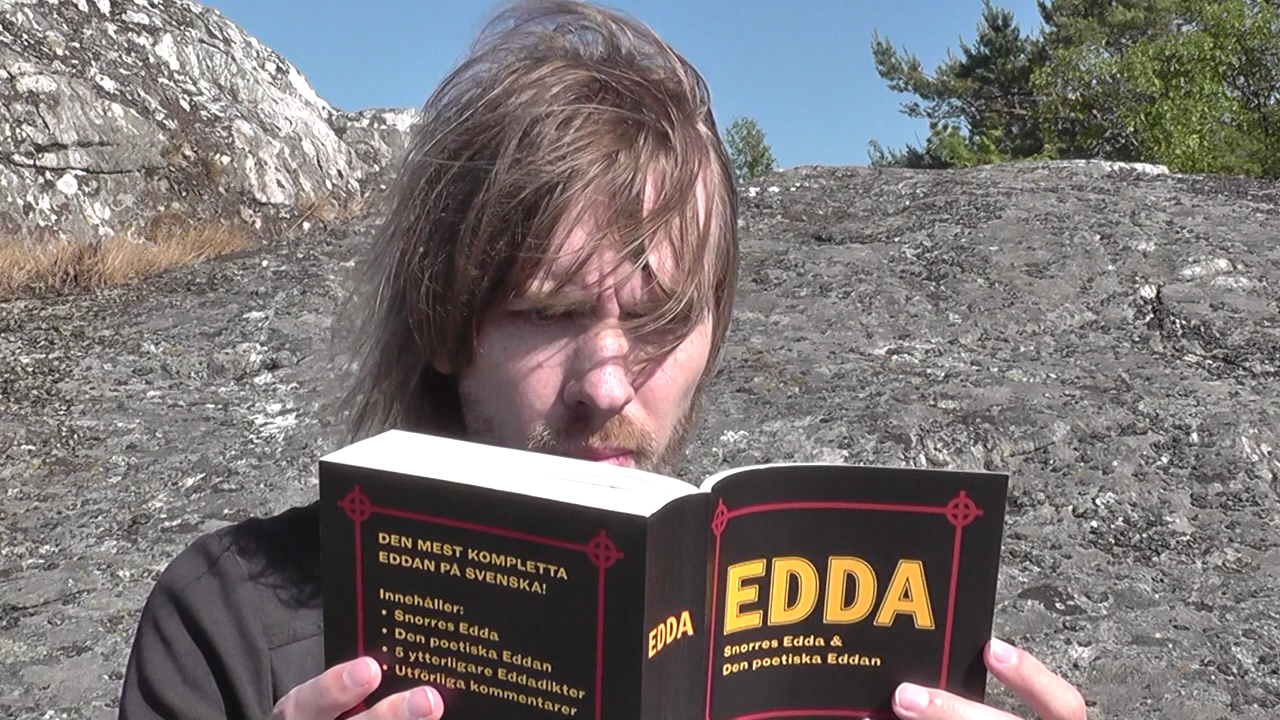 DEN MEST KOMPLETTA
EDDAN PÅ SVENSKA!
Innehåller:
• Snorres Edda
• Den poetiska Eddan
• 5 ytterligare Eddadikter
• Utförliga kommentarer
EDDA
EDDA
Snorres Edda &
Den poetiska Eddan